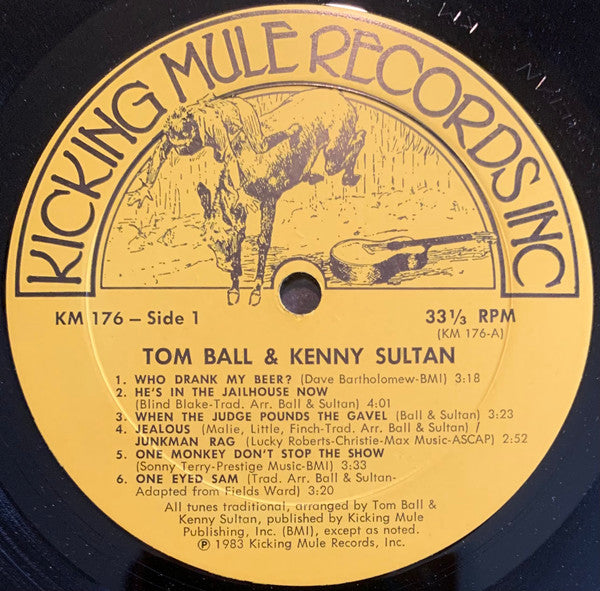 KICKING MULE RECORDS INC
KM 176 – Side 1
33⅓ RPM
(KM 176-A)
TOM BALL & KENNY SULTAN
1. WHO DRANK MY BEER? (Dave Bartholomew-BMI) 3:18
2. HE'S IN THE JAILHOUSE NOW
(Blind Blake-Trad. Arr. Ball & Sultan) 4:01
3. WHEN THE JUDGE POUNDS THE GAVEL (Ball & Sultan) 3:23
4. JEALOUS (Malie, Little, Finch-Trad. Arr. Ball & Sultan) /
JUNKMAN RAG (Lucky Roberts-Christie-Max Music-ASCAP) 2:52
5. ONE MONKEY DON'T STOP THE SHOW
(Sonny Terry-Prestige Music-BMI) 3:33
6. ONE EYED SAM (Trad. Arr. Ball & Sultan-
Adapted from Fields Ward) 3:20
All tunes traditional, arranged by Tom Ball &
Kenny Sultan, published by Kicking Mule
Publishing, Inc. (BMI), except as noted.
℗ 1983 Kicking Mule Records, Inc.